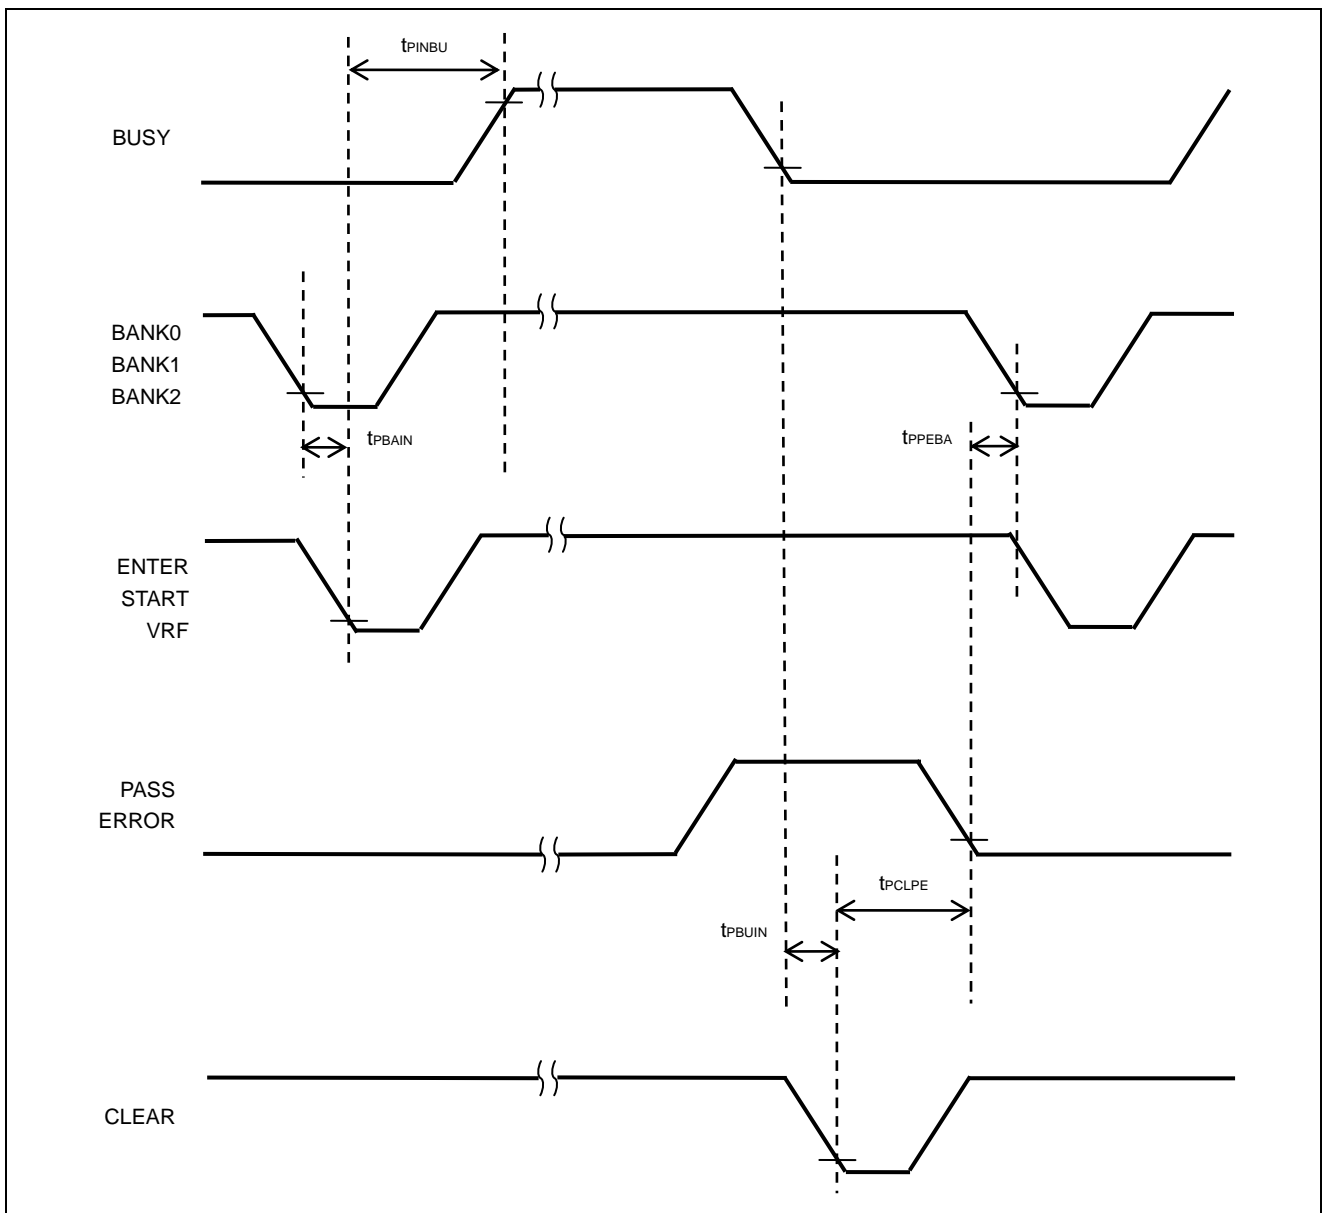 tPINBU
BUSY
BANK0
BANK1
BANK2
tPBAIN
tPPEBA
ENTER
START
VRF
PASS
ERROR
tPCLPE
tPBUIN
CLEAR